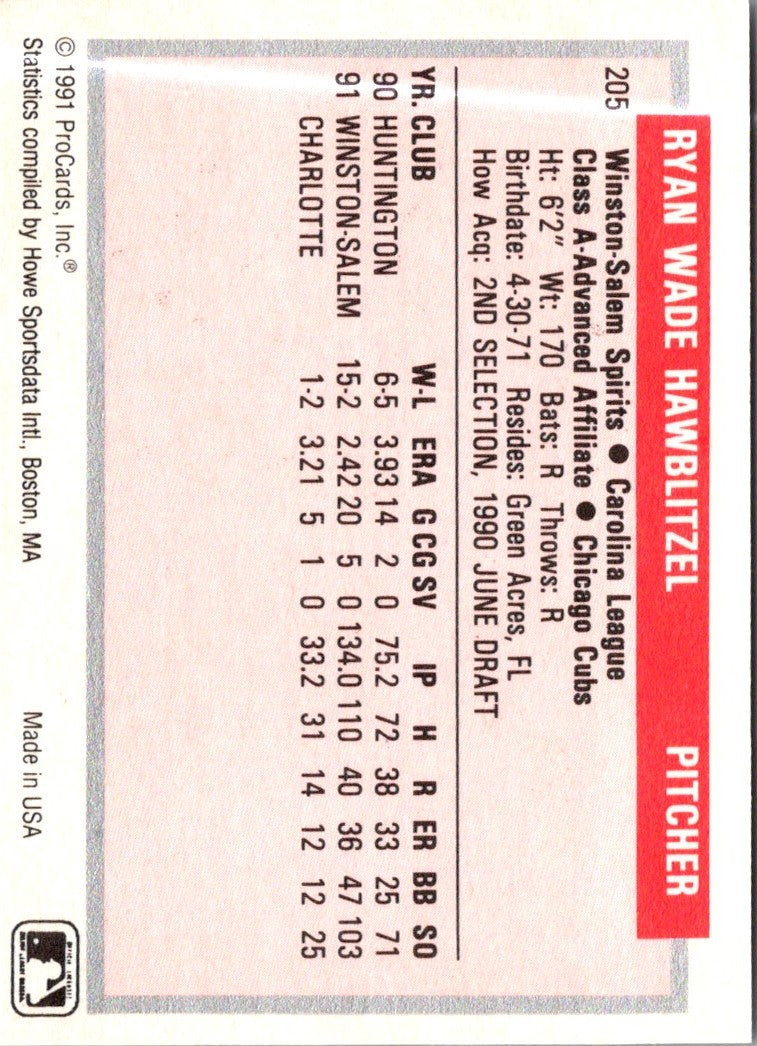 RYAN WADE HAWBLITZEL PITCHER
205 Winston-Salem Spirits ● Carolina League
Class A-Advanced Affiliate ● Chicago Cubs
Ht: 6'2" Wt: 170 Bats: R Throws: R
Birthdate: 4-30-71 Resides: Green Acres, FL
How Acq: 2ND SELECTION, 1990 JUNE DRAFT
YR. CLUB W-L ERA G CG SV IP H R ER BB SO
90 HUNTINGTON 6-5 3.93 14 2 0 75.2 72 38 33 25 71
91 WINSTON-SALEM 15-2 2.42 20 5 0 134.0 110 40 36 47 103
CHARLOTTE 1-2 3.21 5 1 0 33.2 31 14 12 12 25
© 1991 ProCards, Inc.®
Statistics compiled by Howe Sportsdata Intl., Boston, MA Made in USA